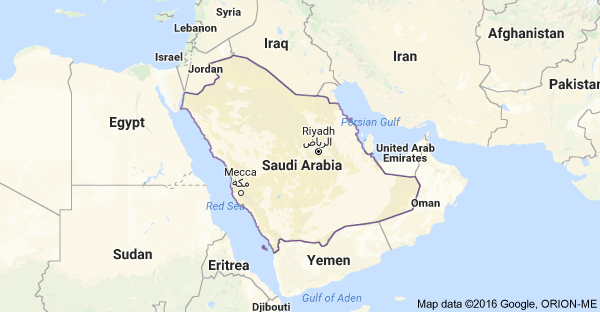 Syria
Lebanon
Afghanistan
Israel
Iraq
Iran
Jordan
Pakistan
Egypt
Persian Gulf
Riyadh
الرياض
United Arab
Emirates
Saudi Arabia
Mecca
مكة
Red Sea
Oman
Sudan
Eritrea
Yemen
Gulf of Aden
Djibouti
Map data ©2016 Google, ORION-ME